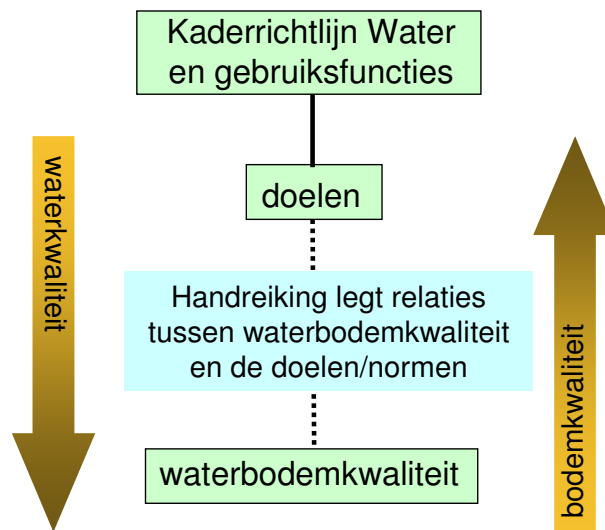 Kaderrichtlijn Water
en gebruiksfuncties
waterkwaliteit
doelen
Handreiking legt relaties
tussen waterbodemkwaliteit
en de doelen/normen
bodemkwaliteit
waterbodemkwaliteit